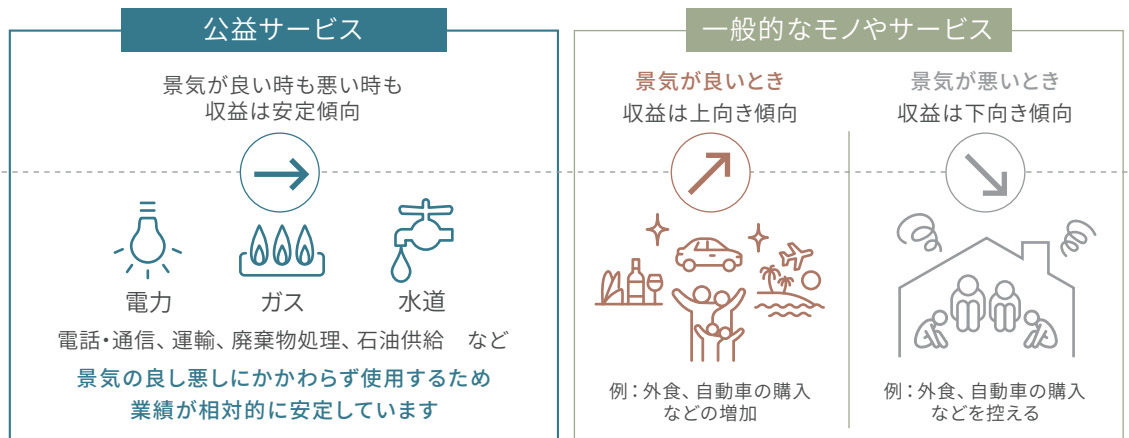 公益サービス
景気が良い時も悪い時も
収益は安定傾向
電力
ガス
水道
電話・通信、運輸、廃棄物処理、石油供給　など
景気の良し悪しにかかわらず使用するため
業績が相対的に安定しています
一般的なモノやサービス
景気が良いとき
収益は上向き傾向
例：外食、自動車の購入
などの増加
景気が悪いとき
収益は下向き傾向
例：外食、自動車の購入
などを控える